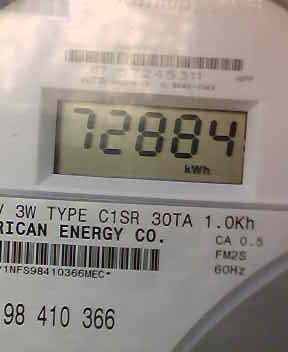 72884
kWh
3W TYPE C1SR 30TA 1.0Kh
RICAN ENERGY CO.
CA 0.5
FM2S
60Hz
1NFS98410366MEC*
98 410 366